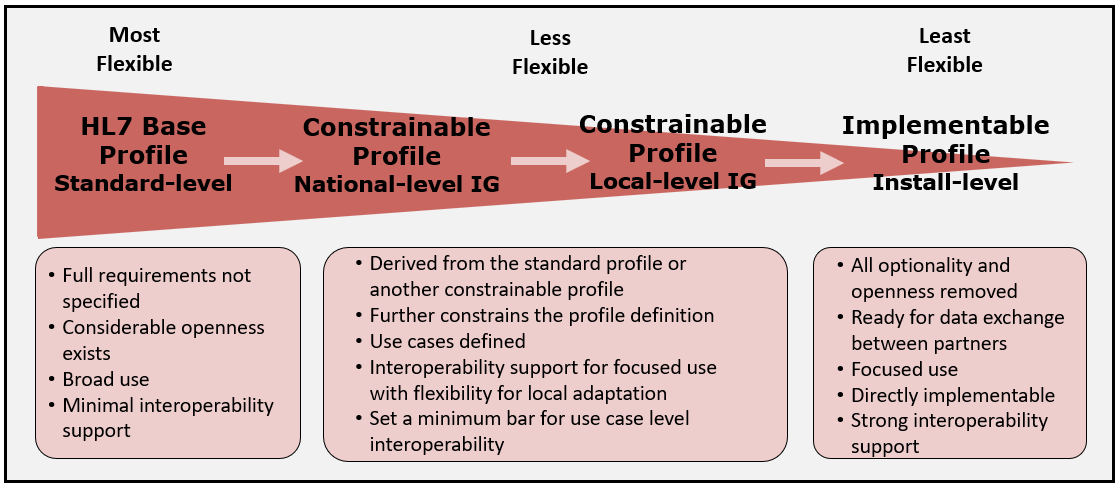 Most
Flexible
Less
Flexible
Least
Flexible
HL7 Base
Profile
Standard-level
Constrainable
Profile
National-level IG
Constrainable
Profile
Local-level IG
Implementable
Profile
Install-level
• Full requirements not
specified
• Considerable openness
exists
• Broad use
• Minimal interoperability
support
• Derived from the standard profile or
another constrainable profile
• Further constrains the profile definition
• Use cases defined
• Interoperability support for focused use
with flexibility for local adaptation
• Set a minimum bar for use case level
interoperability
• All optionality and
openness removed
• Ready for data exchange
between partners
• Focused use
• Directly implementable
• Strong interoperability
support